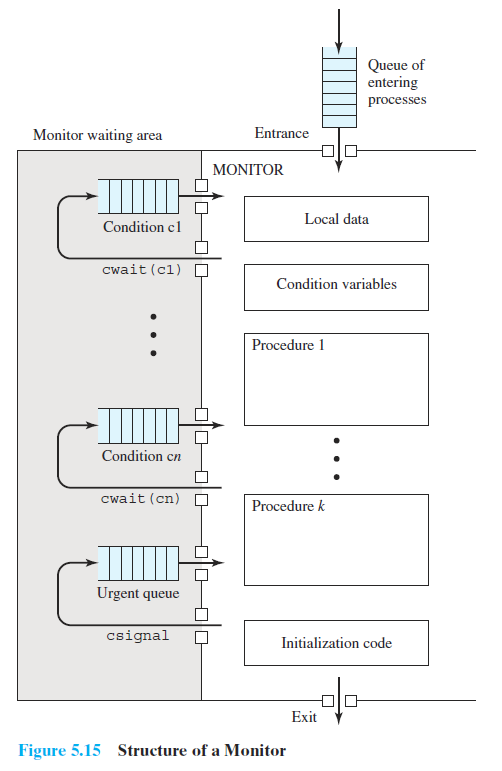 Queue of
entering
processes
Monitor waiting area
Entrance
MONITOR
Condition c1
Local data
cwait(c1)
Condition variables
Procedure 1
Condition cn
cwait(cn)
Procedure k
Urgent queue
csignal
Initialization code
Exit
Figure 5.15 Structure of a Monitor